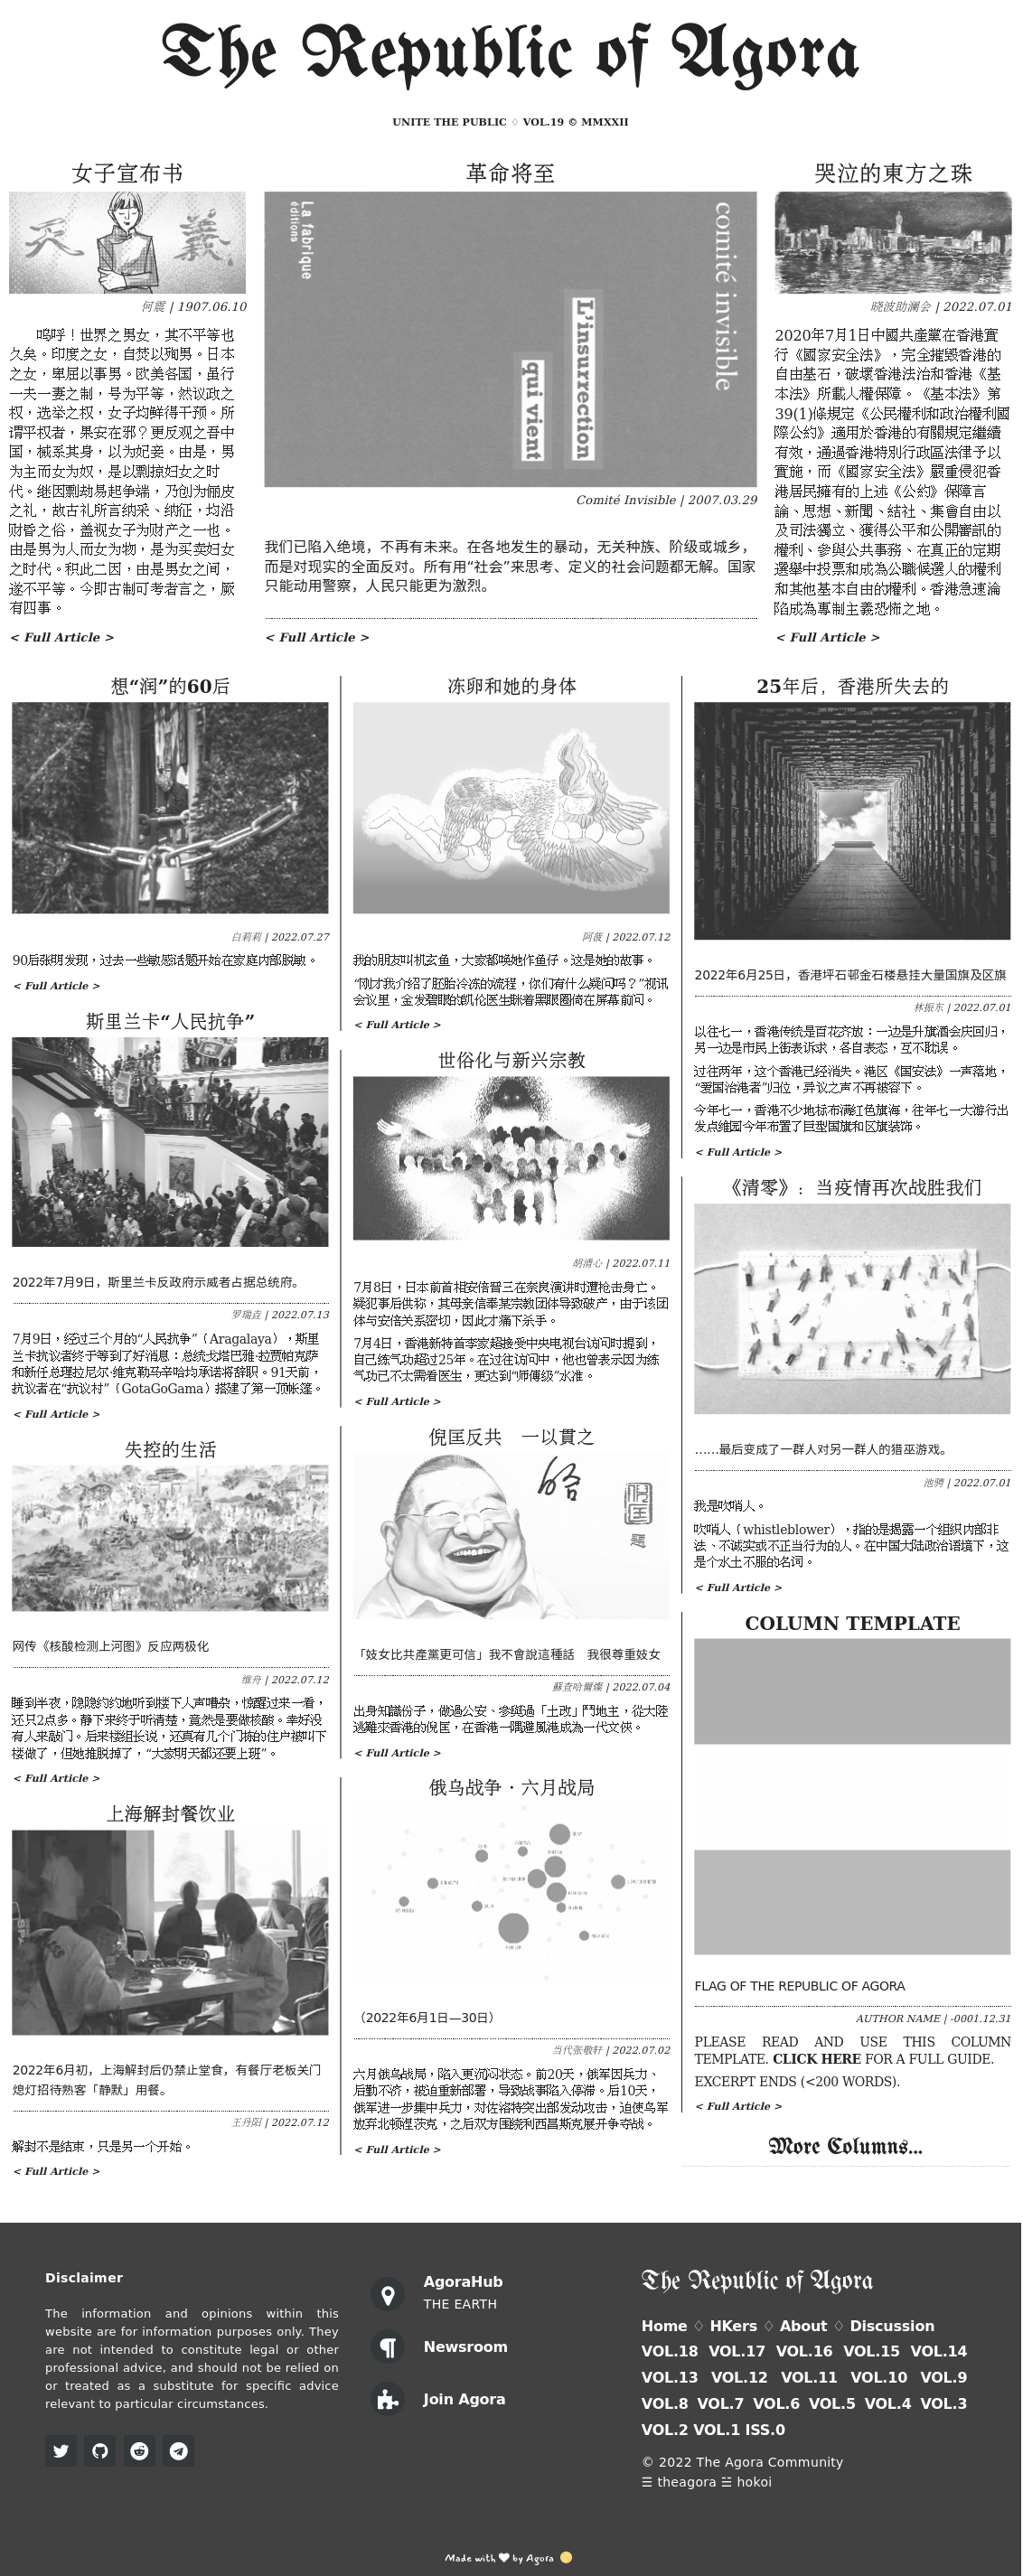 The Republic of Agora
UNITE THE PUBLIC ♢ VOL.19 © MMXXII
女子宣布书
天 義
何震 | 1907.06.10
呜呼！世界之男女，其不平等也
久矣。印度之女，自焚以殉男。日本
之女，卑屈以事男。欧美各国，虽行
一夫一妻之制，号为平等，然议政之
权，选举之权，女子均鲜得干预。所
谓平权者，果安在邪？更反观之吾中
国，械系其身，以为妃妾。由是，男
为主而女为奴，是以剽掠妇女之时
代。继因剽劫易起争端，乃创为俪皮
之礼，故古礼所言纳采、纳征，均沿
财昏之俗，盖视女子为财产之一也。
由是男为人而女为物，是为买卖妇女
之时代。积此二因，由是男女之间，
遂不平等。今即古制可考者言之，厥
有四事。
< Full Article >
革命将至
La fabrique
éditions
comité invisible
L'insurrection
qui vient
Comité Invisible | 2007.03.29
我们已陷入绝境，不再有未来。在各地发生的暴动，无关种族、阶级或城乡，
而是对现实的全面反对。所有用“社会”来思考、定义的社会问题都无解。国家
只能动用警察，人民只能更为激烈。
< Full Article >
哭泣的東方之珠
晓波助澜会 | 2022.07.01
2020年7月1日中國共產黨在香港實
行《國家安全法》，完全摧毀香港的
自由基石，破壞香港法治和香港《基
本法》所載人權保障。《基本法》第
39(1)條規定《公民權利和政治權利國
際公約》適用於香港的有關規定繼續
有效，通過香港特別行政區法律予以
實施，而《國家安全法》嚴重侵犯香
港居民擁有的上述《公約》保障言
論、思想、新聞、結社、集會自由以
及司法獨立、獲得公平和公開審訊的
權利、參與公共事務、在真正的定期
選舉中投票和成為公職候選人的權利
和其他基本自由的權利。香港急速淪
陷成為專制主義恐怖之地。
< Full Article >
想“润”的60后
白莉莉 | 2022.07.27
90后张明发现，过去一些敏感话题开始在家庭内部脱敏。
< Full Article >
斯里兰卡“人民抗争”
2022年7月9日，斯里兰卡反政府示威者占据总统府。
罗瑞垚 | 2022.07.13
7月9日，经过三个月的“人民抗争”（Aragalaya），斯里
兰卡抗议者终于等到了好消息：总统戈塔巴雅·拉贾帕克萨
和新任总理拉尼尔·维克勒马辛哈均承诺将辞职。91天前，
抗议者在“抗议村”（GotaGoGama）搭建了第一顶帐篷。
< Full Article >
失控的生活
网传《核酸检测上河图》反应两极化
维舟 | 2022.07.12
睡到半夜，隐隐约约地听到楼下人声嘈杂，惊醒过来一看，
还只2点多。静下来终于听清楚，竟然是要做核酸。幸好没
有人来敲门。后来楼组长说，还真有几个门栋的住户被叫下
楼做了，但她推脱掉了，“大家明天都还要上班”。
< Full Article >
上海解封餐饮业
2022年6月初，上海解封后仍禁止堂食，有餐厅老板关门
熄灯招待熟客「静默」用餐。
王丹阳 | 2022.07.12
解封不是结束，只是另一个开始。
< Full Article >
冻卵和她的身体
阿薇 | 2022.07.12
我的朋友叫机玄鱼，大家都唤她作鱼仔。这是她的故事。
“刚才我介绍了胚胎冷冻的流程，你们有什么疑问吗？”视讯
会议里，金发碧眼的凯伦医生眯着黑眼圈倚在屏幕前问。
< Full Article >
世俗化与新兴宗教
胡清心 | 2022.07.11
7月8日，日本前首相安倍晋三在奈良演讲时遭枪击身亡。
疑犯事后供称，其母亲信奉某宗教团体导致破产，由于该团
体与安倍关系密切，因此才痛下杀手。
7月4日，香港新特首李家超接受中央电视台访问时提到，
自己练气功超过25年。在过往访问中，他也曾表示因为练
气功已不太需看医生，更达到“师傅级”水准。
< Full Article >
倪匡反共　一以貫之
「妓女比共產黨更可信」我不會說這種話　我很尊重妓女
蘇查哈爾燦 | 2022.07.04
出身知識份子，做過公安、參與過「土改」鬥地主，從大陸
逃難來香港的倪匡，在香港一隅避風港成為一代文俠。
< Full Article >
俄乌战争・六月战局
（2022年6月1日—30日）
当代张敬轩 | 2022.07.02
六月俄乌战局，陷入更沉闷状态。前20天，俄军因兵力、
后勤不济，被迫重新部署，导致战事陷入停滞。后10天，
俄军进一步集中兵力，对佐洛特突出部发动攻击，迫使乌军
放弃北顿涅茨克，之后双方围绕利西昌斯克展开争夺战。
< Full Article >
25年后，香港所失去的
2022年6月25日，香港坪石邨金石楼悬挂大量国旗及区旗
林振东 | 2022.07.01
以往七一，香港传统是百花齐放：一边是升旗酒会庆回归，
另一边是市民上街表诉求，各自表态，互不耽误。
过往两年，这个香港已经消失。港区《国安法》一声落地，
“爱国治港者”归位，异议之声不再被容下。
今年七一，香港不少地标布满红色旗海，往年七一大游行出
发点维园今年布置了巨型国旗和区旗装饰。
< Full Article >
《清零》：当疫情再次战胜我们
……最后变成了一群人对另一群人的猎巫游戏。
池骋 | 2022.07.01
我是吹哨人。
吹哨人（whistleblower），指的是揭露一个组织内部非
法、不诚实或不正当行为的人。在中国大陆政治语境下，这
是个水土不服的名词。
< Full Article >
COLUMN TEMPLATE
FLAG OF THE REPUBLIC OF AGORA
AUTHOR NAME | -0001.12.31
PLEASE READ AND USE THIS COLUMN
TEMPLATE. CLICK HERE FOR A FULL GUIDE.
EXCERPT ENDS (<200 WORDS).
< Full Article >
More Columns...
Disclaimer
The information and opinions within this
website are for information purposes only. They
are not intended to constitute legal or other
professional advice, and should not be relied on
or treated as a substitute for specific advice
relevant to particular circumstances.
AgoraHub
THE EARTH
Newsroom
Join Agora
The Republic of Agora
Home ♢ HKers ♢ About ♢ Discussion
VOL.18 VOL.17 VOL.16 VOL.15 VOL.14
VOL.13 VOL.12 VOL.11 VOL.10 VOL.9
VOL.8 VOL.7 VOL.6 VOL.5 VOL.4 VOL.3
VOL.2 VOL.1 ISS.0
© 2022 The Agora Community
☰ theagora ☱ hokoi
Made with ♥ by Agora